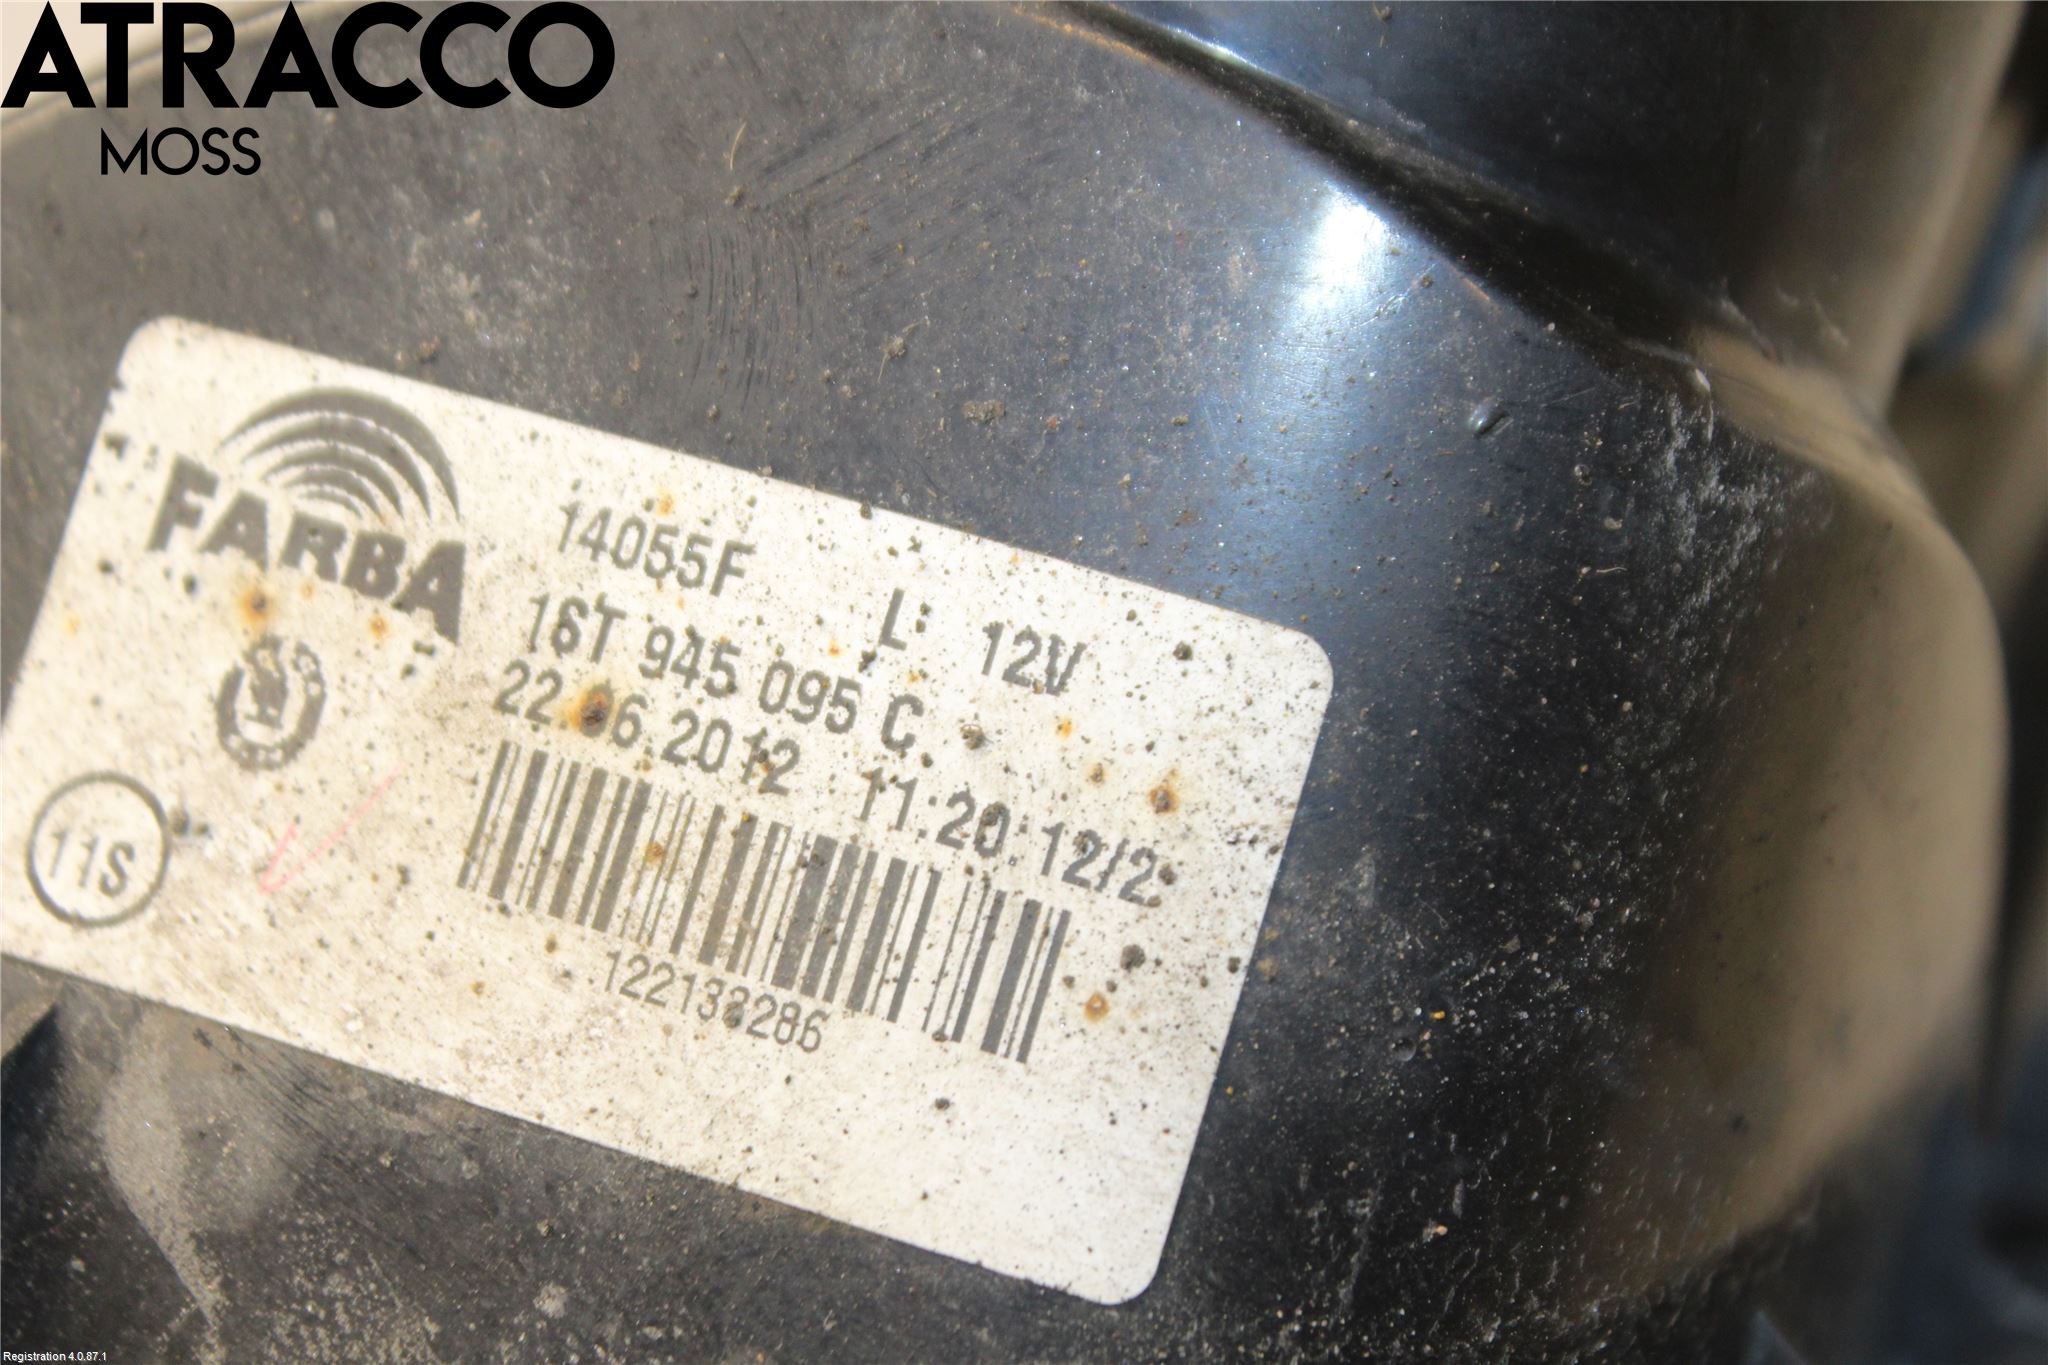 ATRACCO
MOSS
FARBA
14055F L 12V
16T 945 095 C
22.06.2012 11:20 12/2
11S
122138286
Registration 4.0.87.1